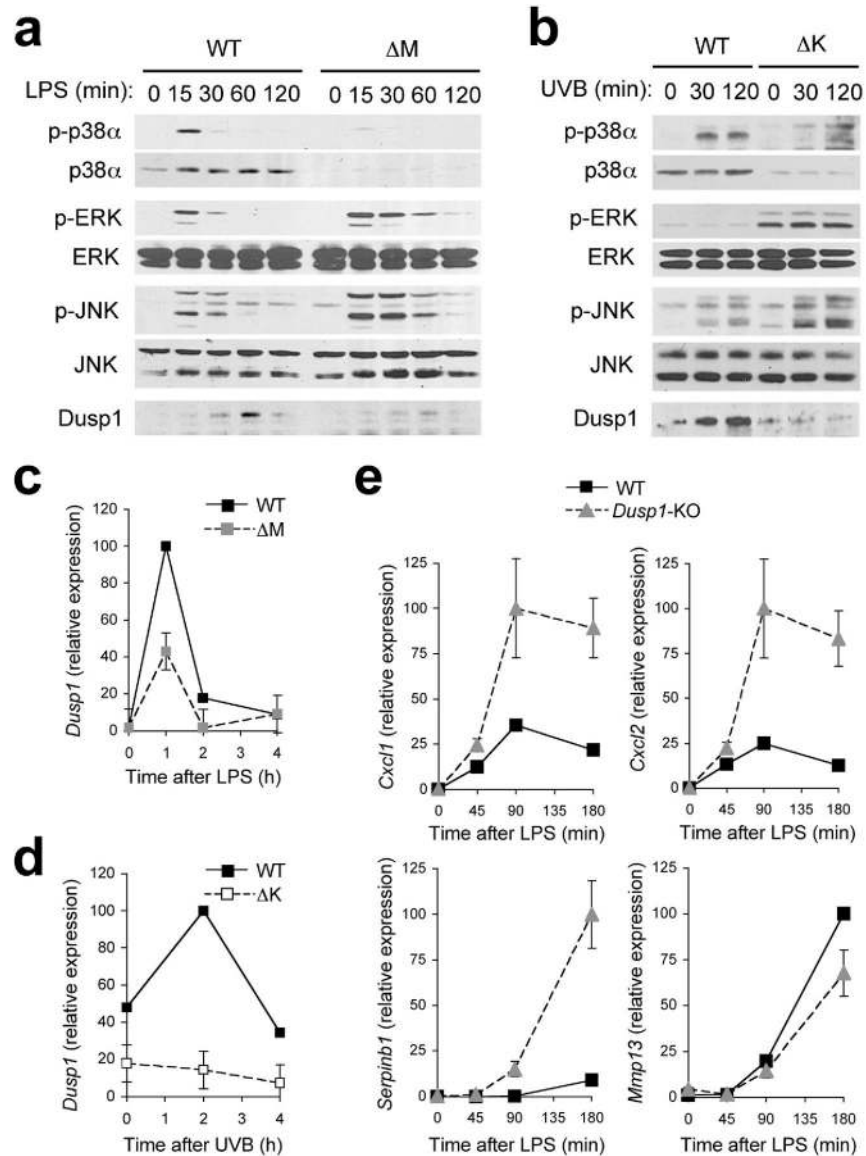 a
WT ΔM
LPS (min): 0 15 30 60 120 0 15 30 60 120
p-p38α
p38α
p-ERK
ERK
p-JNK
JNK
Dusp1
b
WT ΔK
UVB (min): 0 30 120 0 30 120
p-p38α
p38α
p-ERK
ERK
p-JNK
JNK
Dusp1
c
WT
ΔM
Dusp1 (relative expression)
120
100
80
60
40
20
0
0 1 2 3 4
Time after LPS (h)
d
WT
ΔK
Dusp1 (relative expression)
120
100
80
60
40
20
0
0 1 2 3 4
Time after UVB (h)
e
WT
Dusp1-KO
Cxcl1 (relative expression)
125
100
75
50
25
0
0 45 90 135 180
Time after LPS (min)
Cxcl2 (relative expression)
125
100
75
50
25
0
0 45 90 135 180
Time after LPS (min)
Serpinb1 (relative expression)
125
100
75
50
25
0
0 45 90 135 180
Time after LPS (min)
Mmp13 (relative expression)
125
100
75
50
25
0
0 45 90 135 180
Time after LPS (min)